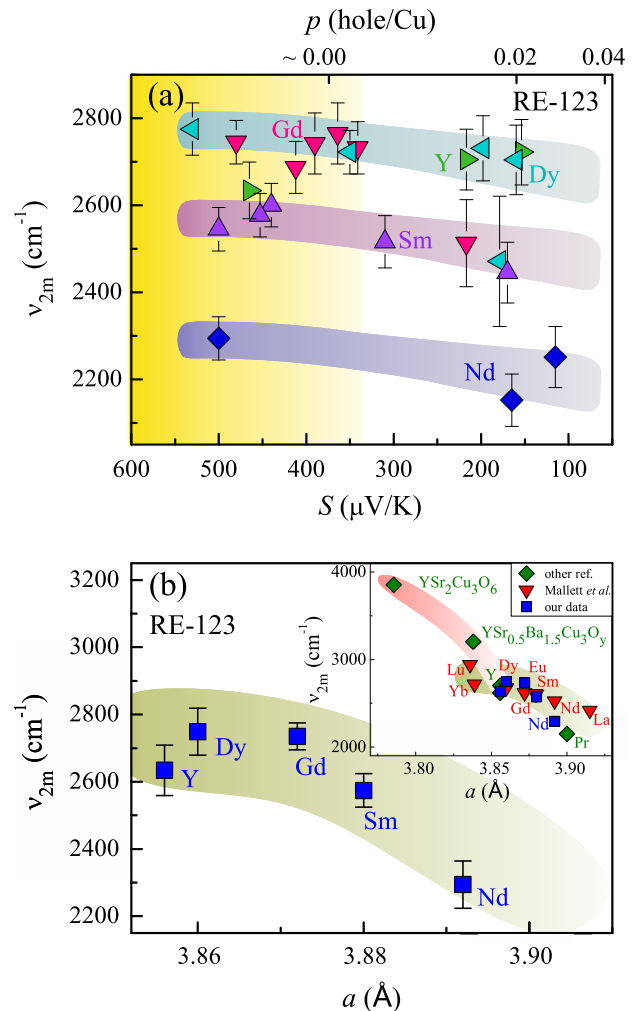 p (hole/Cu)
~ 0.00 0.02 0.04
(a)
RE-123
2800
2600
2400
2200
ν2m (cm-1)
Gd
Y
Dy
Sm
Nd
600 500 400 300 200 100
S (μV/K)
(b)
RE-123
3200
3000
2800
2600
2400
2200
ν2m (cm-1)
Y
Dy
Gd
Sm
Nd
3.86 3.88 3.90
a (Å)
4000
3000
2000
ν2m (cm-1)
YSr2Cu3O6
other ref.
Mallett et al.
our data
YSr0.5Ba1.5Cu3Oy
Lu
Yb
Y
Dy
Eu
Sm
Gd
Nd
Nd
La
Pr
3.80 3.85 3.90
a (Å)